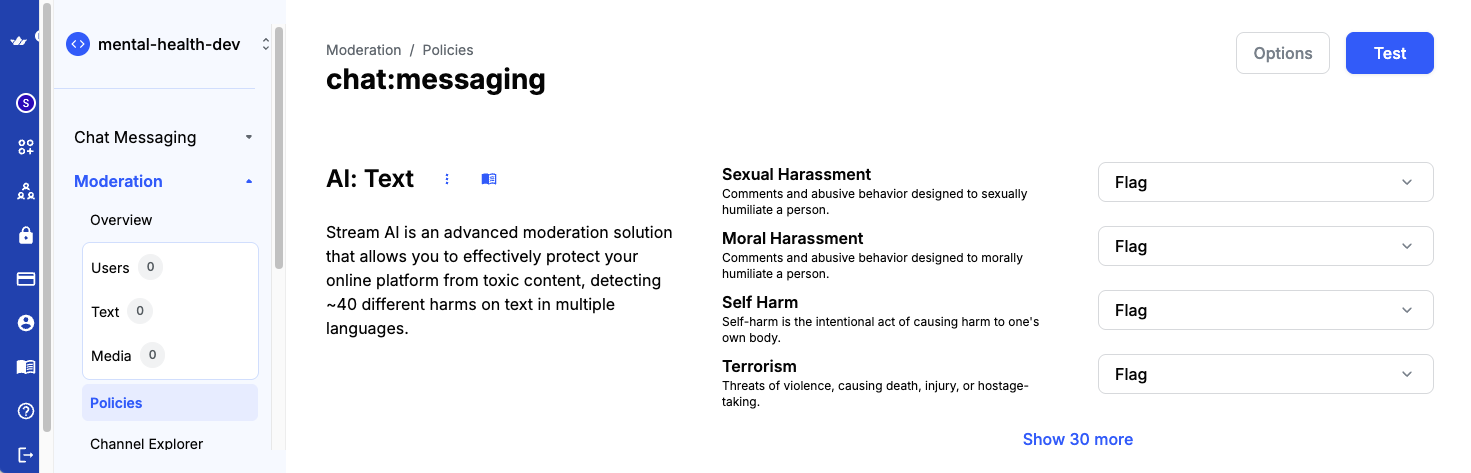 mental-health-dev
S
Chat Messaging
Moderation
Overview
Users 0
Text 0
Media 0
Policies
Channel Explorer
Moderation / Policies
chat:messaging
Options
Test
AI: Text
Stream AI is an advanced moderation solution
that allows you to effectively protect your
online platform from toxic content, detecting
~40 different harms on text in multiple
languages.
Sexual Harassment
Comments and abusive behavior designed to sexually
humiliate a person.
Flag
Moral Harassment
Comments and abusive behavior designed to morally
humiliate a person.
Flag
Self Harm
Self-harm is the intentional act of causing harm to one's
own body.
Flag
Terrorism
Threats of violence, causing death, injury, or hostage-
taking.
Flag
Show 30 more